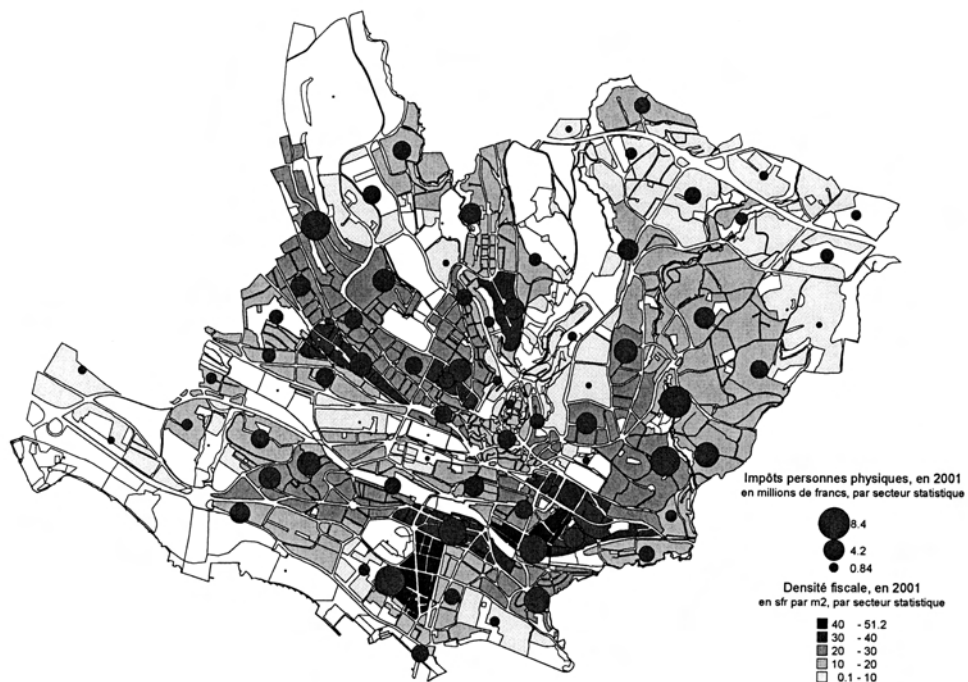 Impôts personnes physiques, en 2001
en millions de francs, par secteur statistique
8.4
4.2
0.84
Densité fiscale, en 2001
en sfr par m2, par secteur statistique
40 - 51.2
30 - 40
20 - 30
10 - 20
0.1 - 10